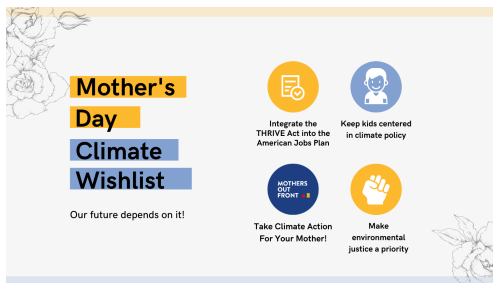 Mother's
Day
Climate
Wishlist
Our future depends on it!
Integrate the
THRIVE Act into the
American Jobs Plan
Keep kids centered
in climate policy
MOTHERS
OUT
FRONT
Take Climate Action
For Your Mother!
Make
environmental
justice a priority